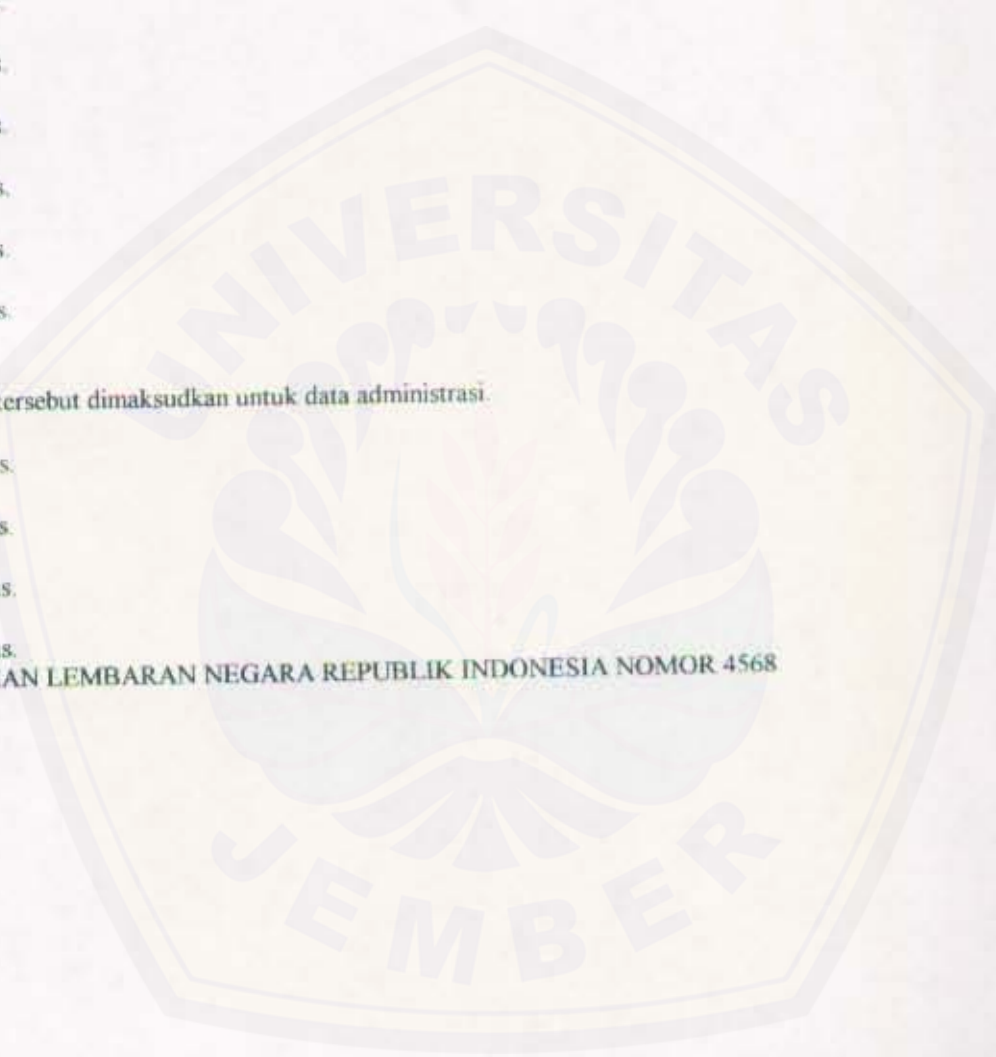 s.
s.
s.
s.
s.
tersebut dimaksudkan untuk data administrasi.
s.
s.
s.
s.
AN LEMBARAN NEGARA REPUBLIK INDONESIA NOMOR 4568
UNIVERSITAS
JEMBER